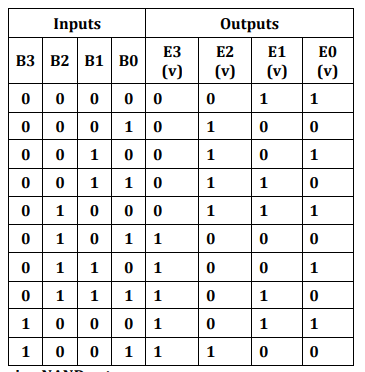 Inputs Outputs
B3 B2 B1 B0 E3 (v) E2 (v) E1 (v) E0 (v)
0 0 0 0 0 0 1 1
0 0 0 1 0 1 0 0
0 0 1 0 0 1 0 1
0 0 1 1 0 1 1 0
0 1 0 0 0 1 1 1
0 1 0 1 1 0 0 0
0 1 1 0 1 0 0 1
0 1 1 1 1 0 1 0
1 0 0 0 1 0 1 1
1 0 0 1 1 1 0 0